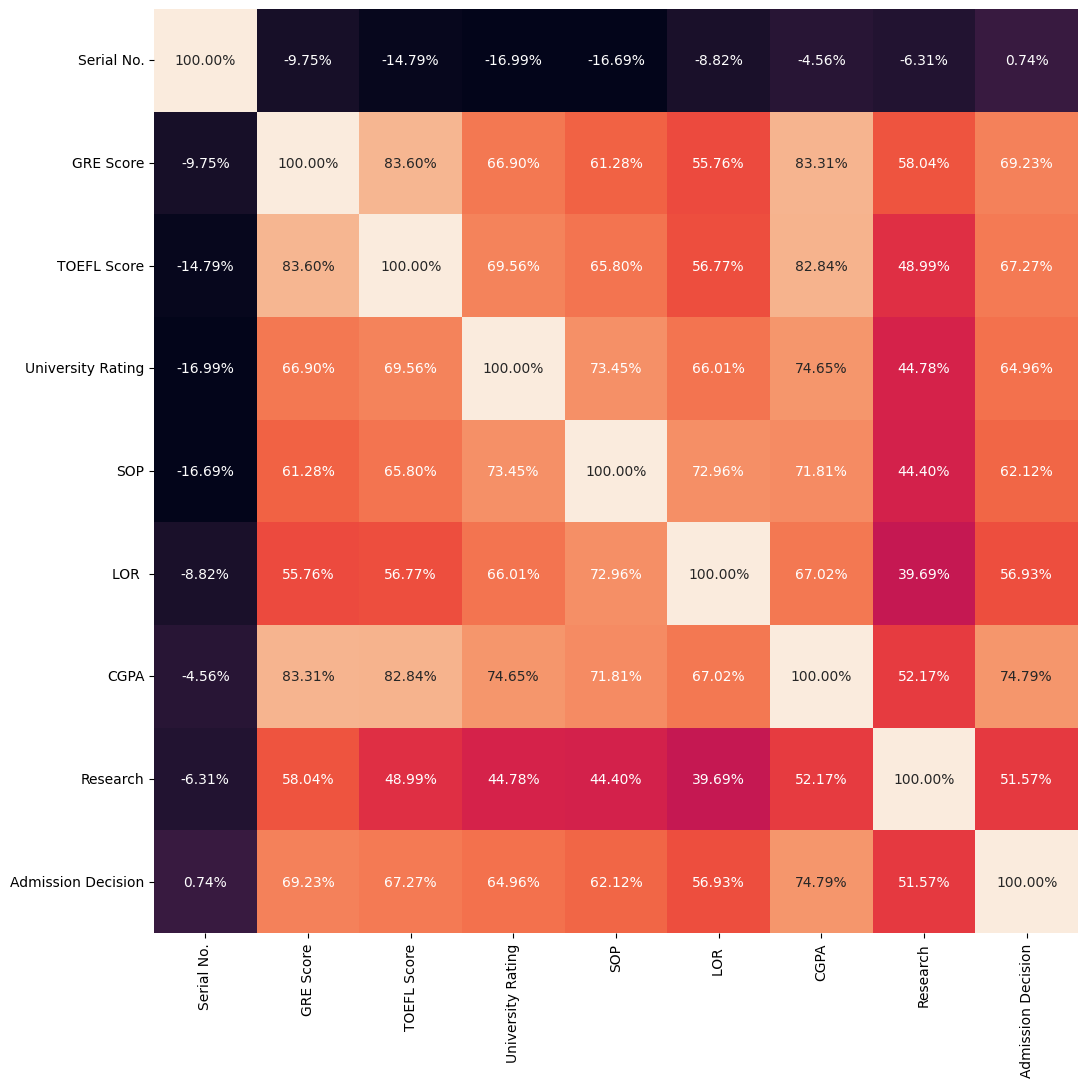 Serial No. 100.00% -9.75% -14.79% -16.99% -16.69% -8.82% -4.56% -6.31% 0.74%
GRE Score -9.75% 100.00% 83.60% 66.90% 61.28% 55.76% 83.31% 58.04% 69.23%
TOEFL Score -14.79% 83.60% 100.00% 69.56% 65.80% 56.77% 82.84% 48.99% 67.27%
University Rating -16.99% 66.90% 69.56% 100.00% 73.45% 66.01% 74.65% 44.78% 64.96%
SOP -16.69% 61.28% 65.80% 73.45% 100.00% 72.96% 71.81% 44.40% 62.12%
LOR -8.82% 55.76% 56.77% 66.01% 72.96% 100.00% 67.02% 39.69% 56.93%
CGPA -4.56% 83.31% 82.84% 74.65% 71.81% 67.02% 100.00% 52.17% 74.79%
Research -6.31% 58.04% 48.99% 44.78% 44.40% 39.69% 52.17% 100.00% 51.57%
Admission Decision 0.74% 69.23% 67.27% 64.96% 62.12% 56.93% 74.79% 51.57% 100.00%
Serial No.
GRE Score
TOEFL Score
University Rating
SOP
LOR
CGPA
Research
Admission Decision